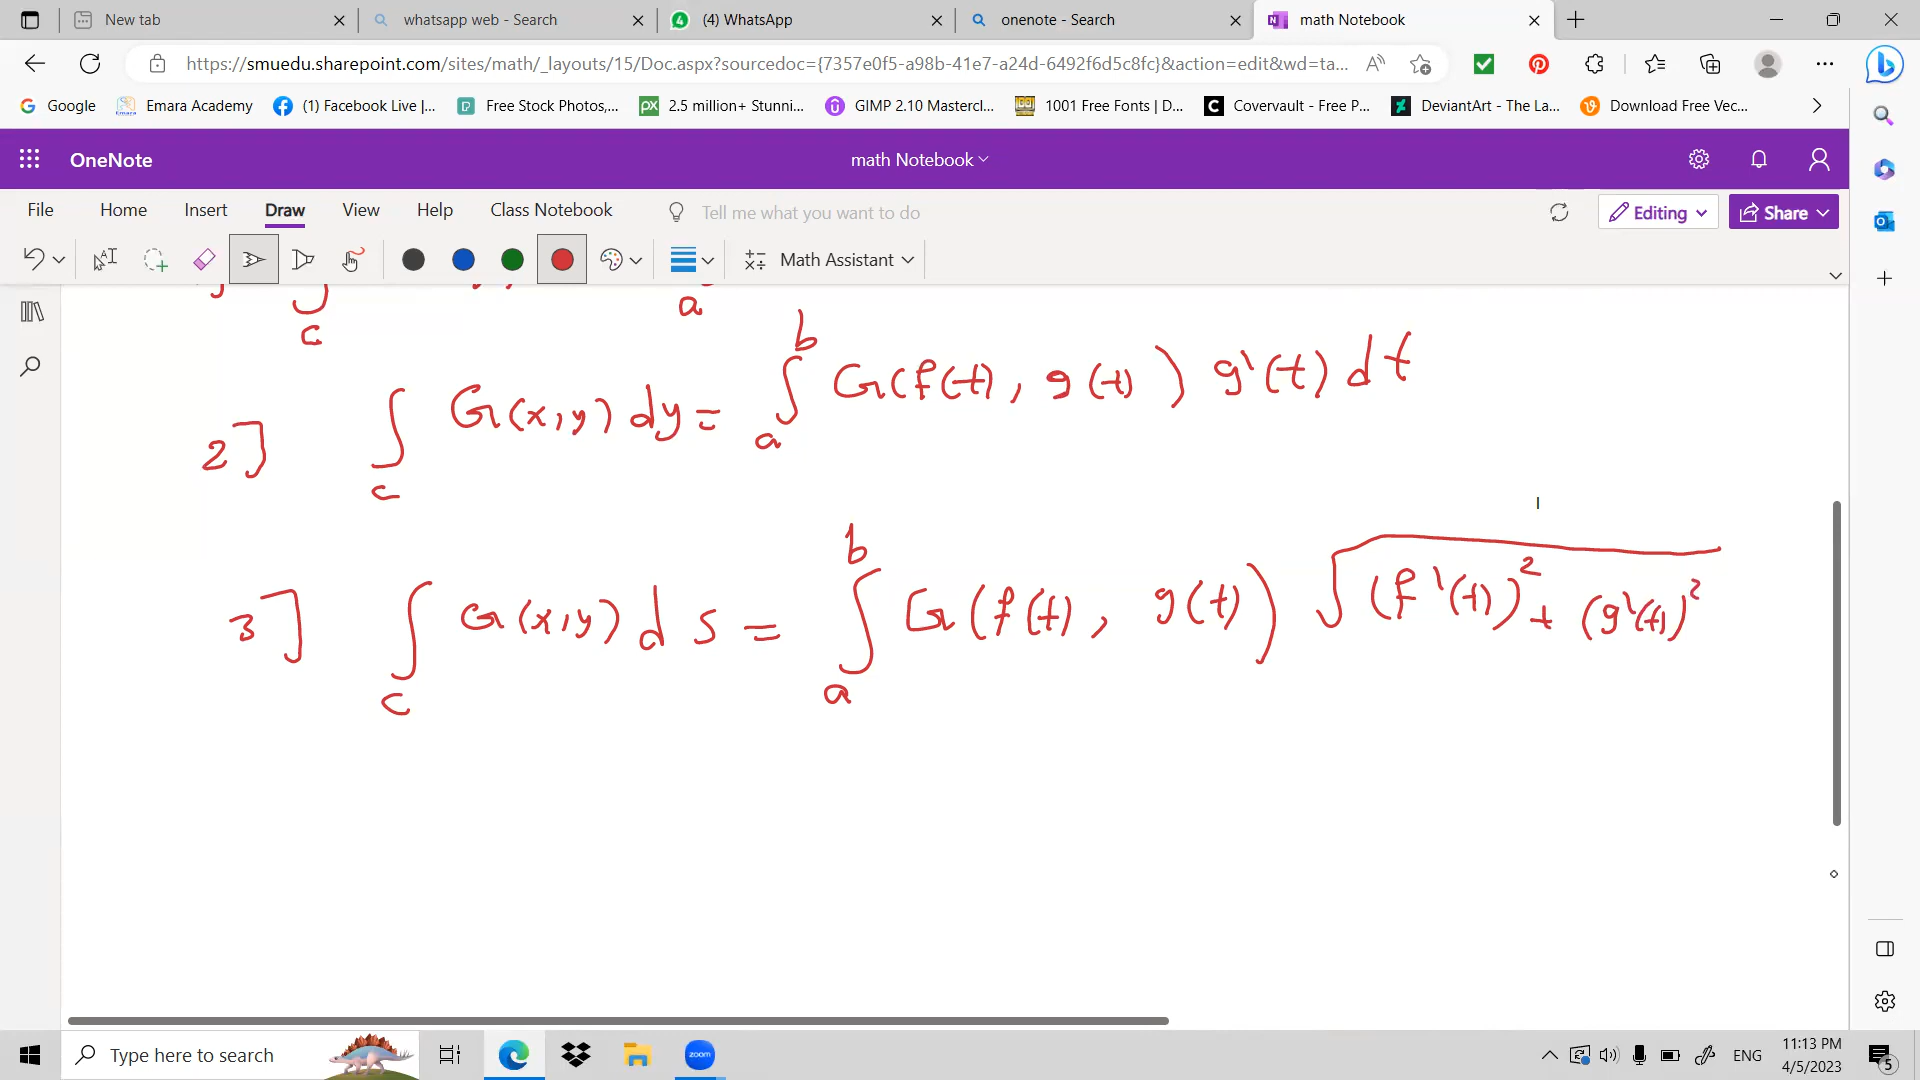 New tab
whatsapp web - Search
(4) WhatsApp
onenote - Search
math Notebook
https://smuedu.sharepoint.com/sites/math/_layouts/15/Doc.aspx?sourcedoc={7357e0f5-a98b-41e7-a24d-6492f6d5c8fc}&action=edit&wd=ta...
Google
Emara Academy
(1) Facebook Live |...
Free Stock Photos,...
2.5 million+ Stunni...
GIMP 2.10 Mastercl...
1001 Free Fonts | D...
Covervault - Free P...
DeviantArt - The La...
Download Free Vec...
OneNote
math Notebook
File Home Insert Draw View Help Class Notebook
Tell me what you want to do
Editing
Share
Math Assistant
c a
2] ∫_c G(x,y) dy = ∫_a^b G(f(t), g(t)) g'(t) dt
3] ∫_c G(x,y) ds = ∫_a^b G(f(t), g(t)) √((f'(t))^2 + (g'(t))^2
Type here to search
zoom
ENG
11:13 PM
4/5/2023
5